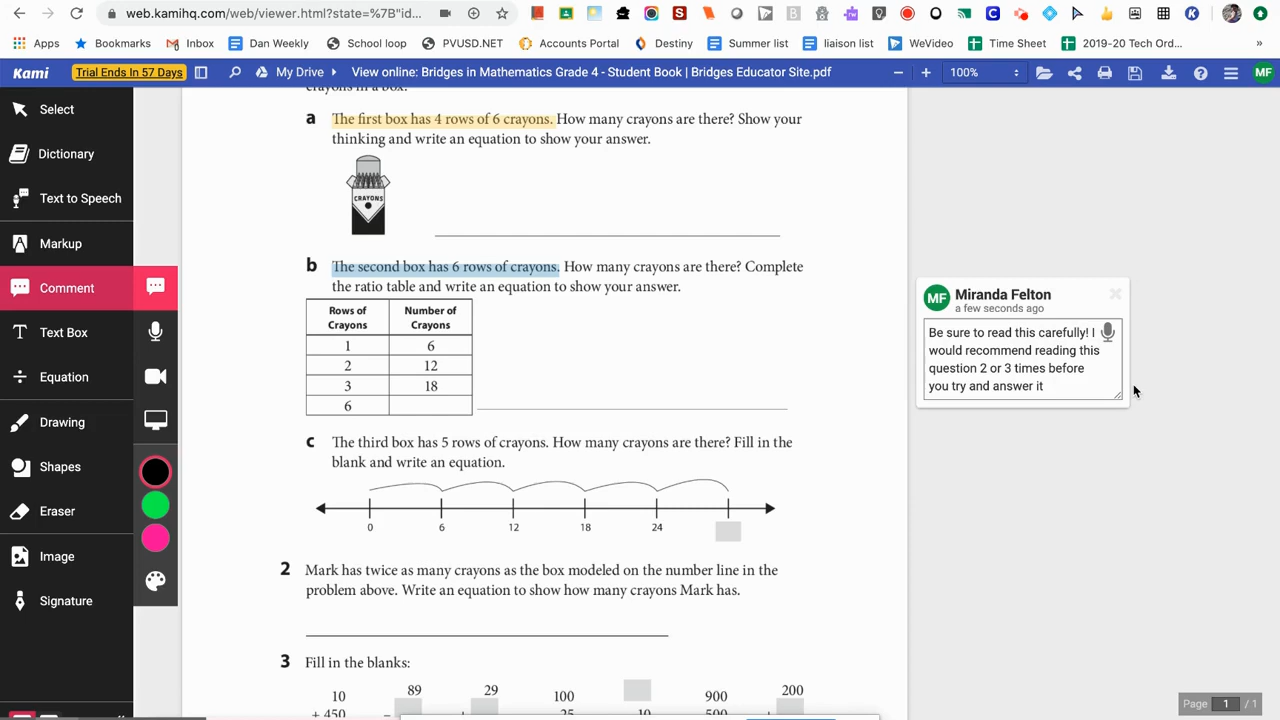 web.kamihq.com/web/viewer.html?state=%7B"id...
Apps Bookmarks Inbox Dan Weekly School loop PVUSD.NET Accounts Portal Destiny Summer list liaison list WeVideo Time Sheet 2019-20 Tech Ord... »
Kami Trial Ends In 57 Days My Drive › View online: Bridges in Mathematics Grade 4 - Student Book | Bridges Educator Site.pdf 100% MF
Select
Dictionary
Text to Speech
Markup
Comment
Text Box
Equation
Drawing
Shapes
Eraser
Image
Signature
crayons in a box.
a The first box has 4 rows of 6 crayons. How many crayons are there? Show your
thinking and write an equation to show your answer.
CRAYONS
b The second box has 6 rows of crayons. How many crayons are there? Complete
the ratio table and write an equation to show your answer.
Rows of Crayons Number of Crayons
1 6
2 12
3 18
6
c The third box has 5 rows of crayons. How many crayons are there? Fill in the
blank and write an equation.
0 6 12 18 24
2 Mark has twice as many crayons as the box modeled on the number line in the
problem above. Write an equation to show how many crayons Mark has.
3 Fill in the blanks:
10 89 29 100 900 200
+ 450 – + 25 10 500 +
MF Miranda Felton
a few seconds ago
Be sure to read this carefully! I
would recommend reading this
question 2 or 3 times before
you try and answer it
Page 1 / 1